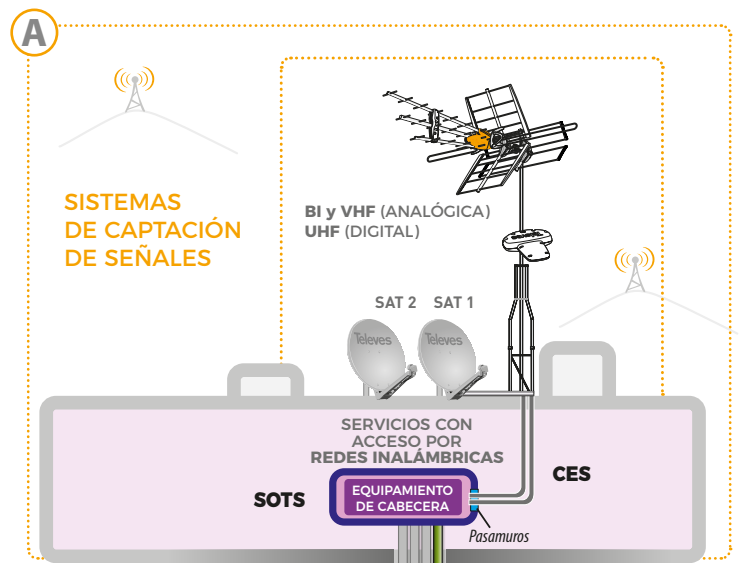 A
SISTEMAS
DE CAPTACIÓN
DE SEÑALES
BI y VHF (ANALÓGICA)
UHF (DIGITAL)
SAT 2 SAT 1
Televes Televes
SERVICIOS CON
ACCESO POR
REDES INALÁMBRICAS
CES
SOTS
EQUIPAMIENTO
DE CABECERA
Pasamuros